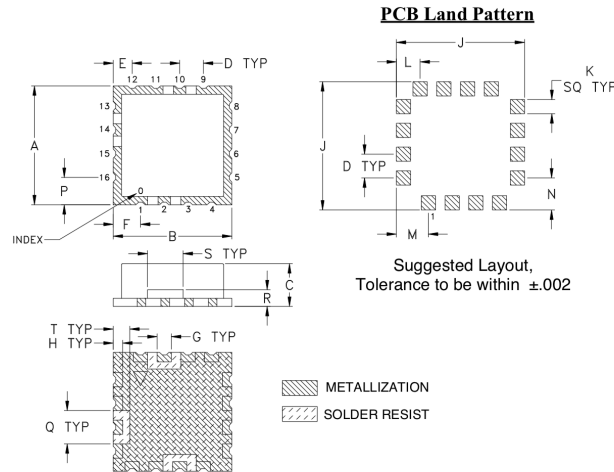 PCB Land Pattern
E
D TYP
12 11 10 9
13
14
15
16
8
7
6
5
A
P
0
1 2 3 4
F
B
INDEX
S TYP
C
R
T TYP
H TYP
G TYP
Q TYP
J
L
K
SQ TYP
J
D TYP
N
1
M
Suggested Layout,
Tolerance to be within ±.002
METALLIZATION
SOLDER RESIST